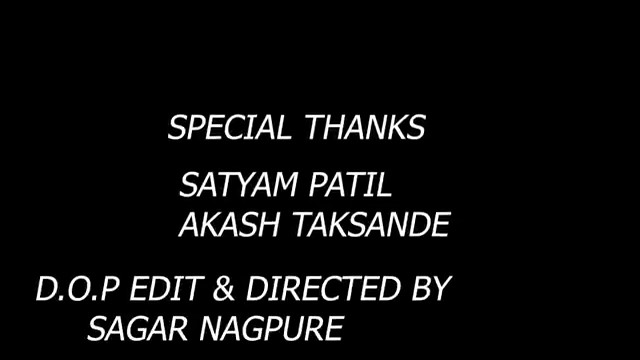 SPECIAL THANKS
SATYAM PATIL
AKASH TAKSANDE
D.O.P EDIT & DIRECTED BY
SAGAR NAGPURE